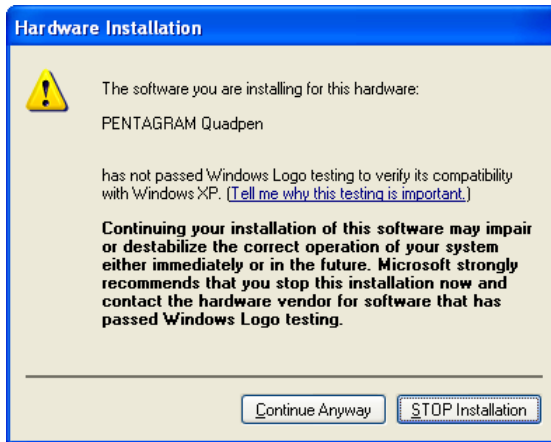 Hardware Installation
The software you are installing for this hardware:
PENTAGRAM Quadpen
has not passed Windows Logo testing to verify its compatibility
with Windows XP. (Tell me why this testing is important.)
Continuing your installation of this software may impair
or destabilize the correct operation of your system
either immediately or in the future. Microsoft strongly
recommends that you stop this installation now and
contact the hardware vendor for software that has
passed Windows Logo testing.
Continue Anyway
STOP Installation